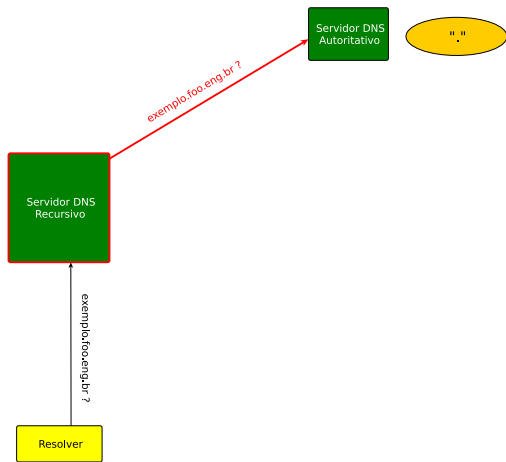 Servidor DNS
Autoritativo
"."
exemplo.foo.eng.br ?
Servidor DNS
Recursivo
exemplo.foo.eng.br ?
Resolver